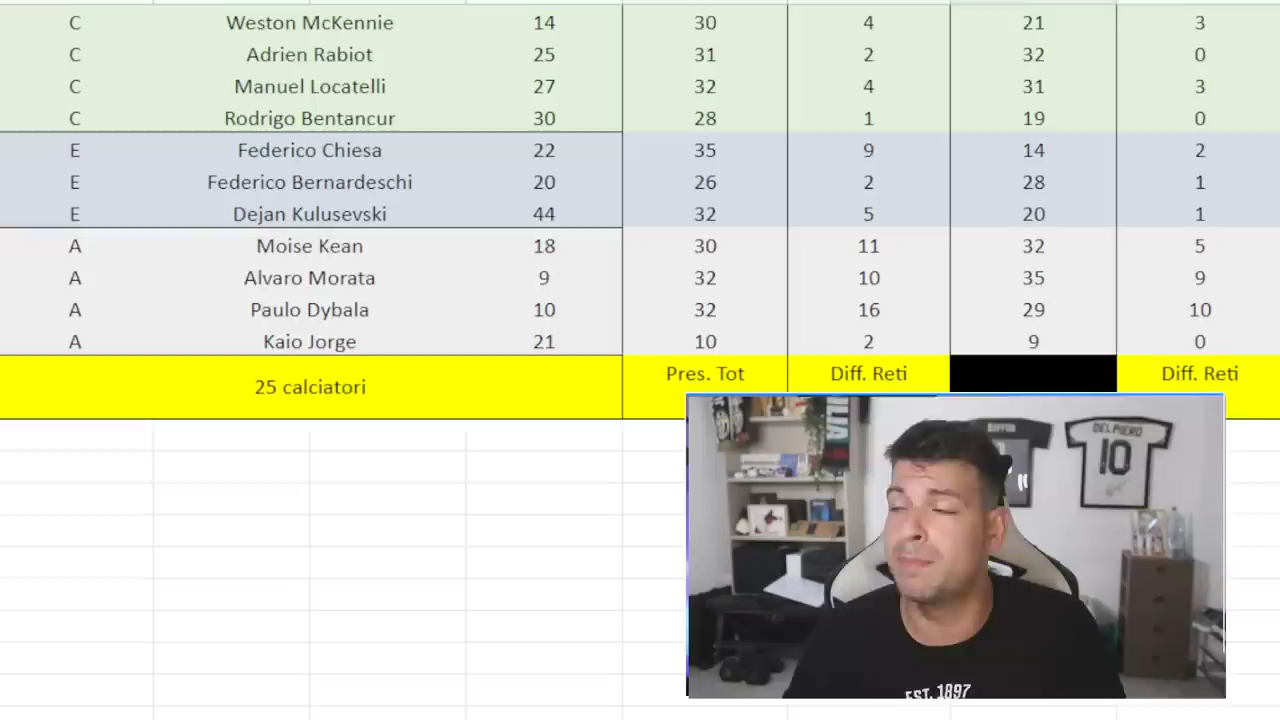 C Weston McKennie 14 30 4 21 3
C Adrien Rabiot 25 31 2 32 0
C Manuel Locatelli 27 32 4 31 3
C Rodrigo Bentancur 30 28 1 19 0
E Federico Chiesa 22 35 9 14 2
E Federico Bernardeschi 20 26 2 28 1
E Dejan Kulusevski 44 32 5 20 1
A Moise Kean 18 30 11 32 5
A Alvaro Morata 9 32 10 35 9
A Paulo Dybala 10 32 16 29 10
A Kaio Jorge 21 10 2 9 0
25 calciatori Pres. Tot Diff. Reti Diff. Reti
BUFFON
DEL PIERO
10
EST. 1897